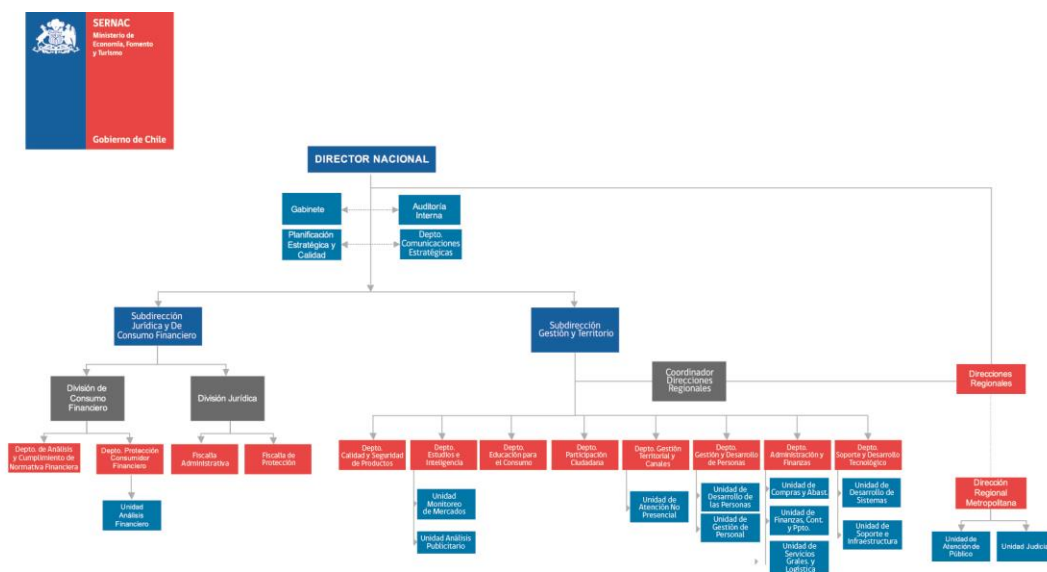 SERNAC
Ministerio de
Economía, Fomento
y Turismo
Gobierno de Chile
DIRECTOR NACIONAL
Gabinete
Auditoría
Interna
Planificación
Estratégica y
Calidad
Depto.
Comunicaciones
Estratégicas
Subdirección
Jurídica y De
Consumo Financiero
Subdirección
Gestión y Territorio
Coordinador
Direcciones
Regionales
Direcciones
Regionales
División de
Consumo
Financiero
División Jurídica
Depto. de Análisis
y Cumplimiento de
Normativa Financiera
Depto. Protección
Consumidor
Financiero
Fiscalía
Administrativa
Fiscalía de
Protección
Depto.
Calidad y Seguridad
de Productos
Depto.
Estudios e
Inteligencia
Depto.
Educación para
el Consumo
Depto.
Participación
Ciudadana
Depto. Gestión
Territorial y
Canales
Depto.
Gestión y Desarrollo
de Personas
Depto.
Administración y
Finanzas
Depto.
Soporte y Desarrollo
Tecnológico
Unidad
Análisis
Financiero
Unidad
Monitoreo
de Mercados
Unidad Análisis
Publicitario
Unidad de
Atención No
Presencial
Unidad de
Desarrollo de
las Personas
Unidad de
Gestión de
Personal
Unidad de
Compras y Abast.
Unidad de
Finanzas, Cont.
y Ppto.
Unidad de
Servicios
Grales. y
Logística
Unidad de
Desarrollo de
Sistemas
Unidad de
Soporte e
Infraestructura
Dirección
Regional
Metropolitana
Unidad de
Atención de
Público
Unidad Judicial